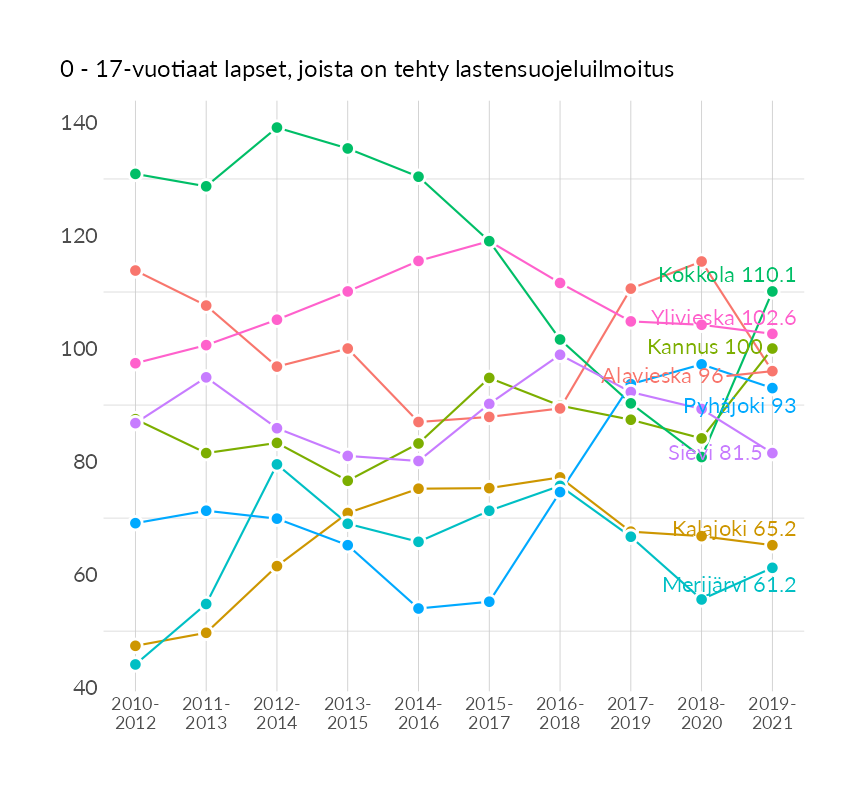 0 - 17-vuotiaat lapset, joista on tehty lastensuojeluilmoitus
140
120
100
80
60
40
Kokkola 110.1
Ylivieska 102.6
Kannus 100
Alavieska 96
Pyhäjoki 93
Sievi 81.5
Kalajoki 65.2
Merijärvi 61.2
2010- 2011- 2012- 2013- 2014- 2015- 2016- 2017- 2018- 2019-
2012 2013 2014 2015 2016 2017 2018 2019 2020 2021